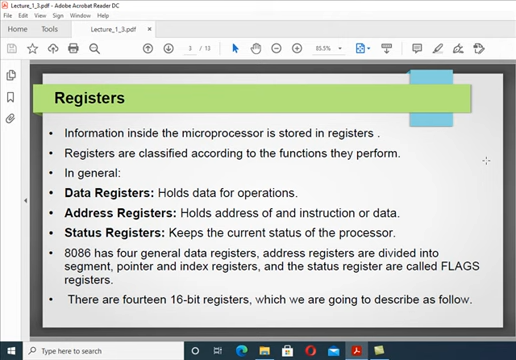 Lecture_1_3.pdf - Adobe Acrobat Reader DC
File Edit View Sign Window Help
Home Tools Lecture_1_3.pdf ×
3 / 13 85.5%
Registers
• Information inside the microprocessor is stored in registers .
• Registers are classified according to the functions they perform.
• In general:
• Data Registers: Holds data for operations.
• Address Registers: Holds address of and instruction or data.
• Status Registers: Keeps the current status of the processor.
• 8086 has four general data registers, address registers are divided into
segment, pointer and index registers, and the status register are called FLAGS
registers.
• There are fourteen 16-bit registers, which we are going to describe as follow.
Type here to search